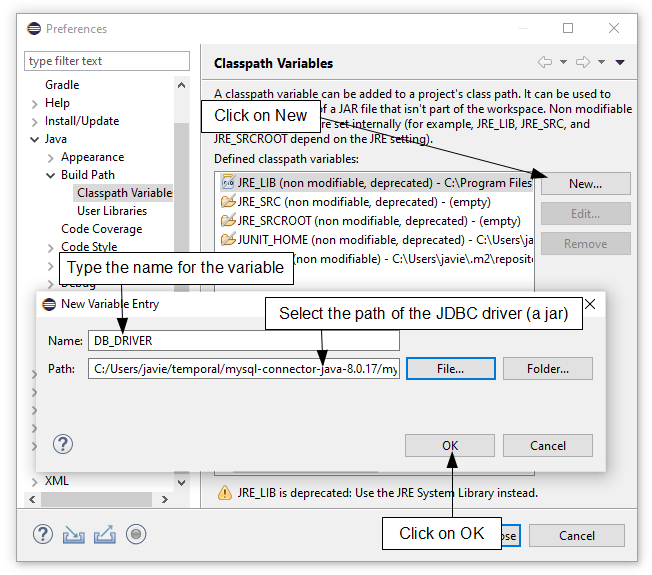 Preferences
type filter text
Classpath Variables
Gradle
Help
Install/Update
Java
Appearance
Build Path
Classpath Variable
User Libraries
Code Coverage
Code Style
Debug
XML
A classpath variable can be added to a project's class path. It can be used to
of a JAR file that isn't part of the workspace. Non modifiable
re set internally (for example, JRE_LIB, JRE_SRC, and
JRE_SRCROOT depend on the JRE setting).
Click on New
Defined classpath variables:
JRE_LIB (non modifiable, deprecated) - C:\Program Files
JRE_SRC (non modifiable, deprecated) - (empty)
JRE_SRCROOT (non modifiable, deprecated) - (empty)
JUNIT_HOME (non modifiable, deprecated) - C:\Users\ja
(non modifiable) - C:\Users\javie\.m2\reposit
New...
Edit...
Remove
Type the name for the variable
New Variable Entry
Select the path of the JDBC driver (a jar)
Name: DB_DRIVER
Path: C:/Users/javie/temporal/mysql-connector-java-8.0.17/my
File...
Folder...
OK
Cancel
JRE_LIB is deprecated: Use the JRE System Library instead.
Click on OK
ose
Cancel